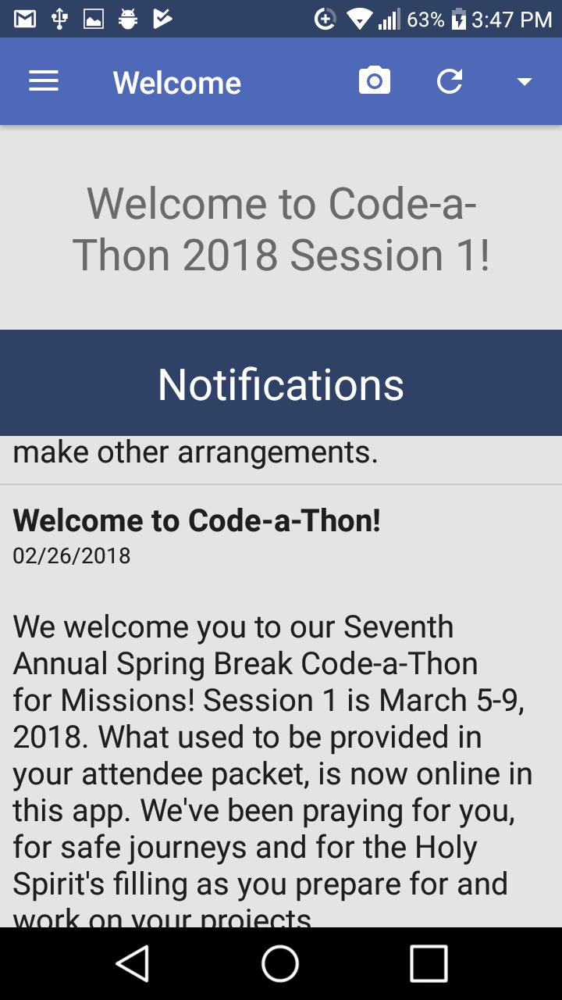 63% 3:47 PM
Welcome
Welcome to Code-a-
Thon 2018 Session 1!
Notifications
make other arrangements.
Welcome to Code-a-Thon!
02/26/2018
We welcome you to our Seventh
Annual Spring Break Code-a-Thon
for Missions! Session 1 is March 5-9,
2018. What used to be provided in
your attendee packet, is now online in
this app. We've been praying for you,
for safe journeys and for the Holy
Spirit's filling as you prepare for and
work on your projects